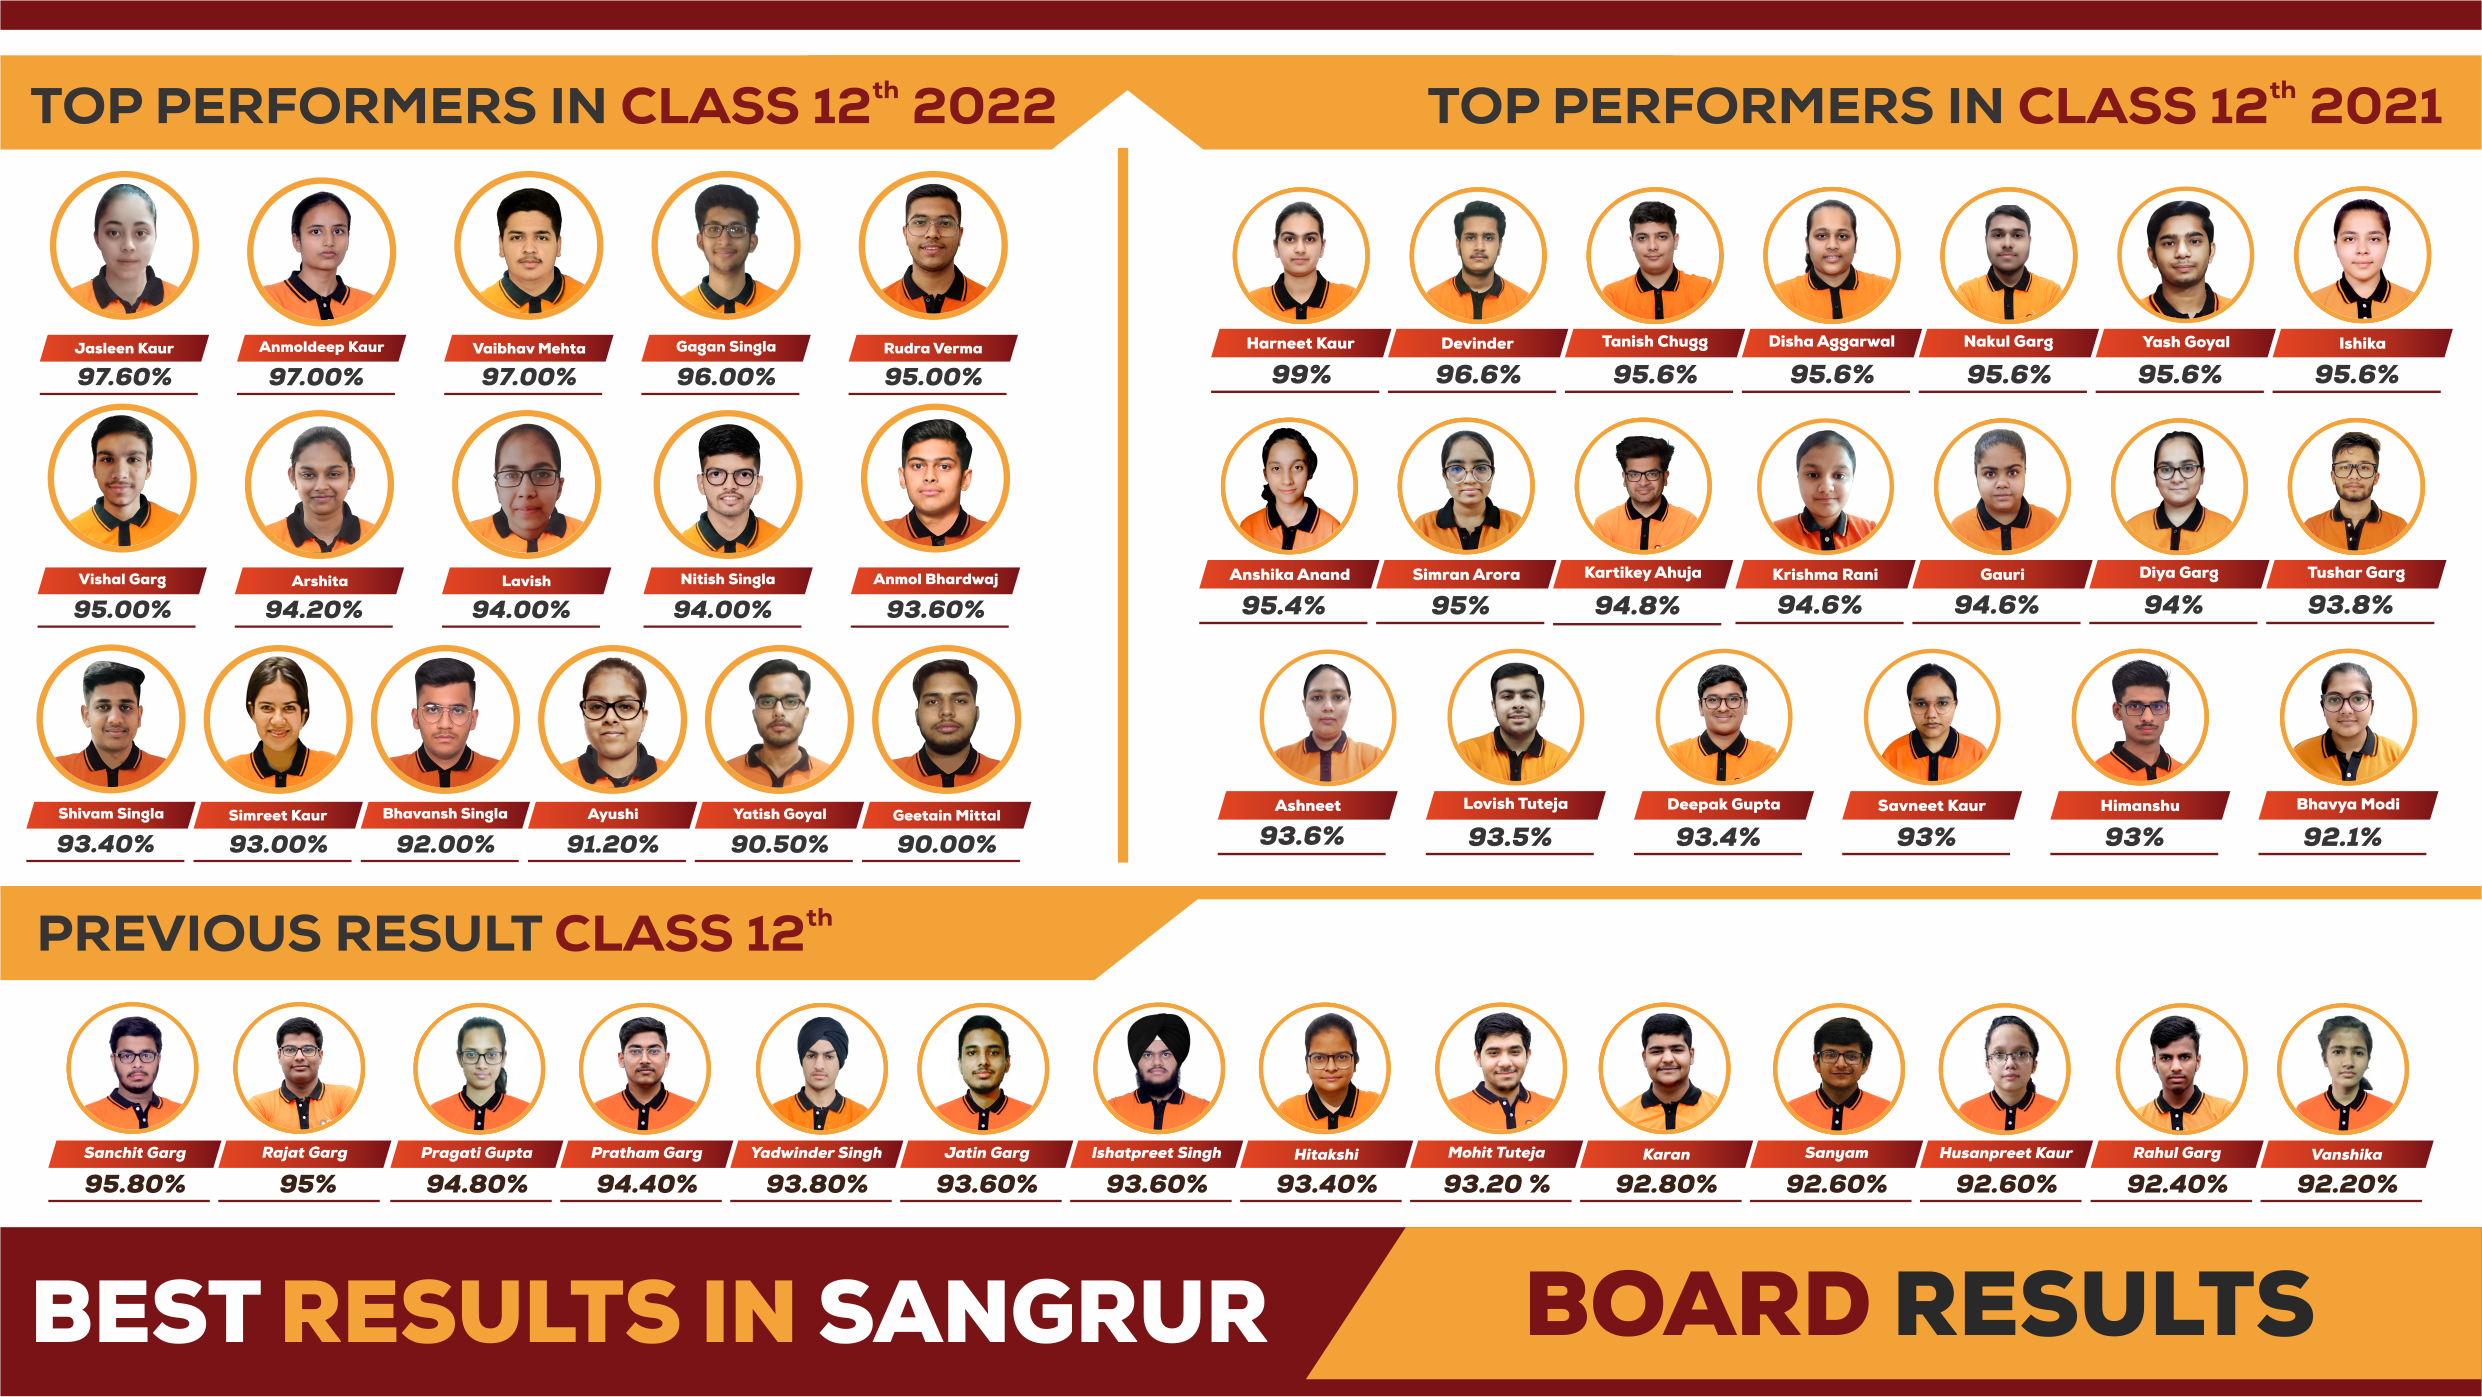 TOP PERFORMERS IN CLASS 12th 2022
Jasleen Kaur Anmoldeep Kaur Vaibhav Mehta Gagan Singla Rudra Verma
97.60% 97.00% 97.00% 96.00% 95.00%
Vishal Garg Arshita Lavish Nitish Singla Anmol Bhardwaj
95.00% 94.20% 94.00% 94.00% 93.60%
Shivam Singla Simreet Kaur Bhavansh Singla Ayushi Yatish Goyal Geetain Mittal
93.40% 93.00% 92.00% 91.20% 90.50% 90.00%
TOP PERFORMERS IN CLASS 12th 2021
Harneet Kaur Devinder Tanish Chugg Disha Aggarwal Nakul Garg Yash Goyal Ishika
99% 96.6% 95.6% 95.6% 95.6% 95.6% 95.6%
Anshika Anand Simran Arora Kartikey Ahuja Krishma Rani Gauri Diya Garg Tushar Garg
95.4% 95% 94.8% 94.6% 94.6% 94% 93.8%
Ashneet Lovish Tuteja Deepak Gupta Savneet Kaur Himanshu Bhavya Modi
93.6% 93.5% 93.4% 93% 93% 92.1%
PREVIOUS RESULT CLASS 12th
Sanchit Garg Rajat Garg Pragati Gupta Pratham Garg Yadwinder Singh Jatin Garg Ishatpreet Singh Hitakshi Mohit Tuteja Karan Sanyam Husanpreet Kaur Rahul Garg Vanshika
95.80% 95% 94.80% 94.40% 93.80% 93.60% 93.60% 93.40% 93.20 % 92.80% 92.60% 92.60% 92.40% 92.20%
BEST RESULTS IN SANGRUR
BOARD RESULTS